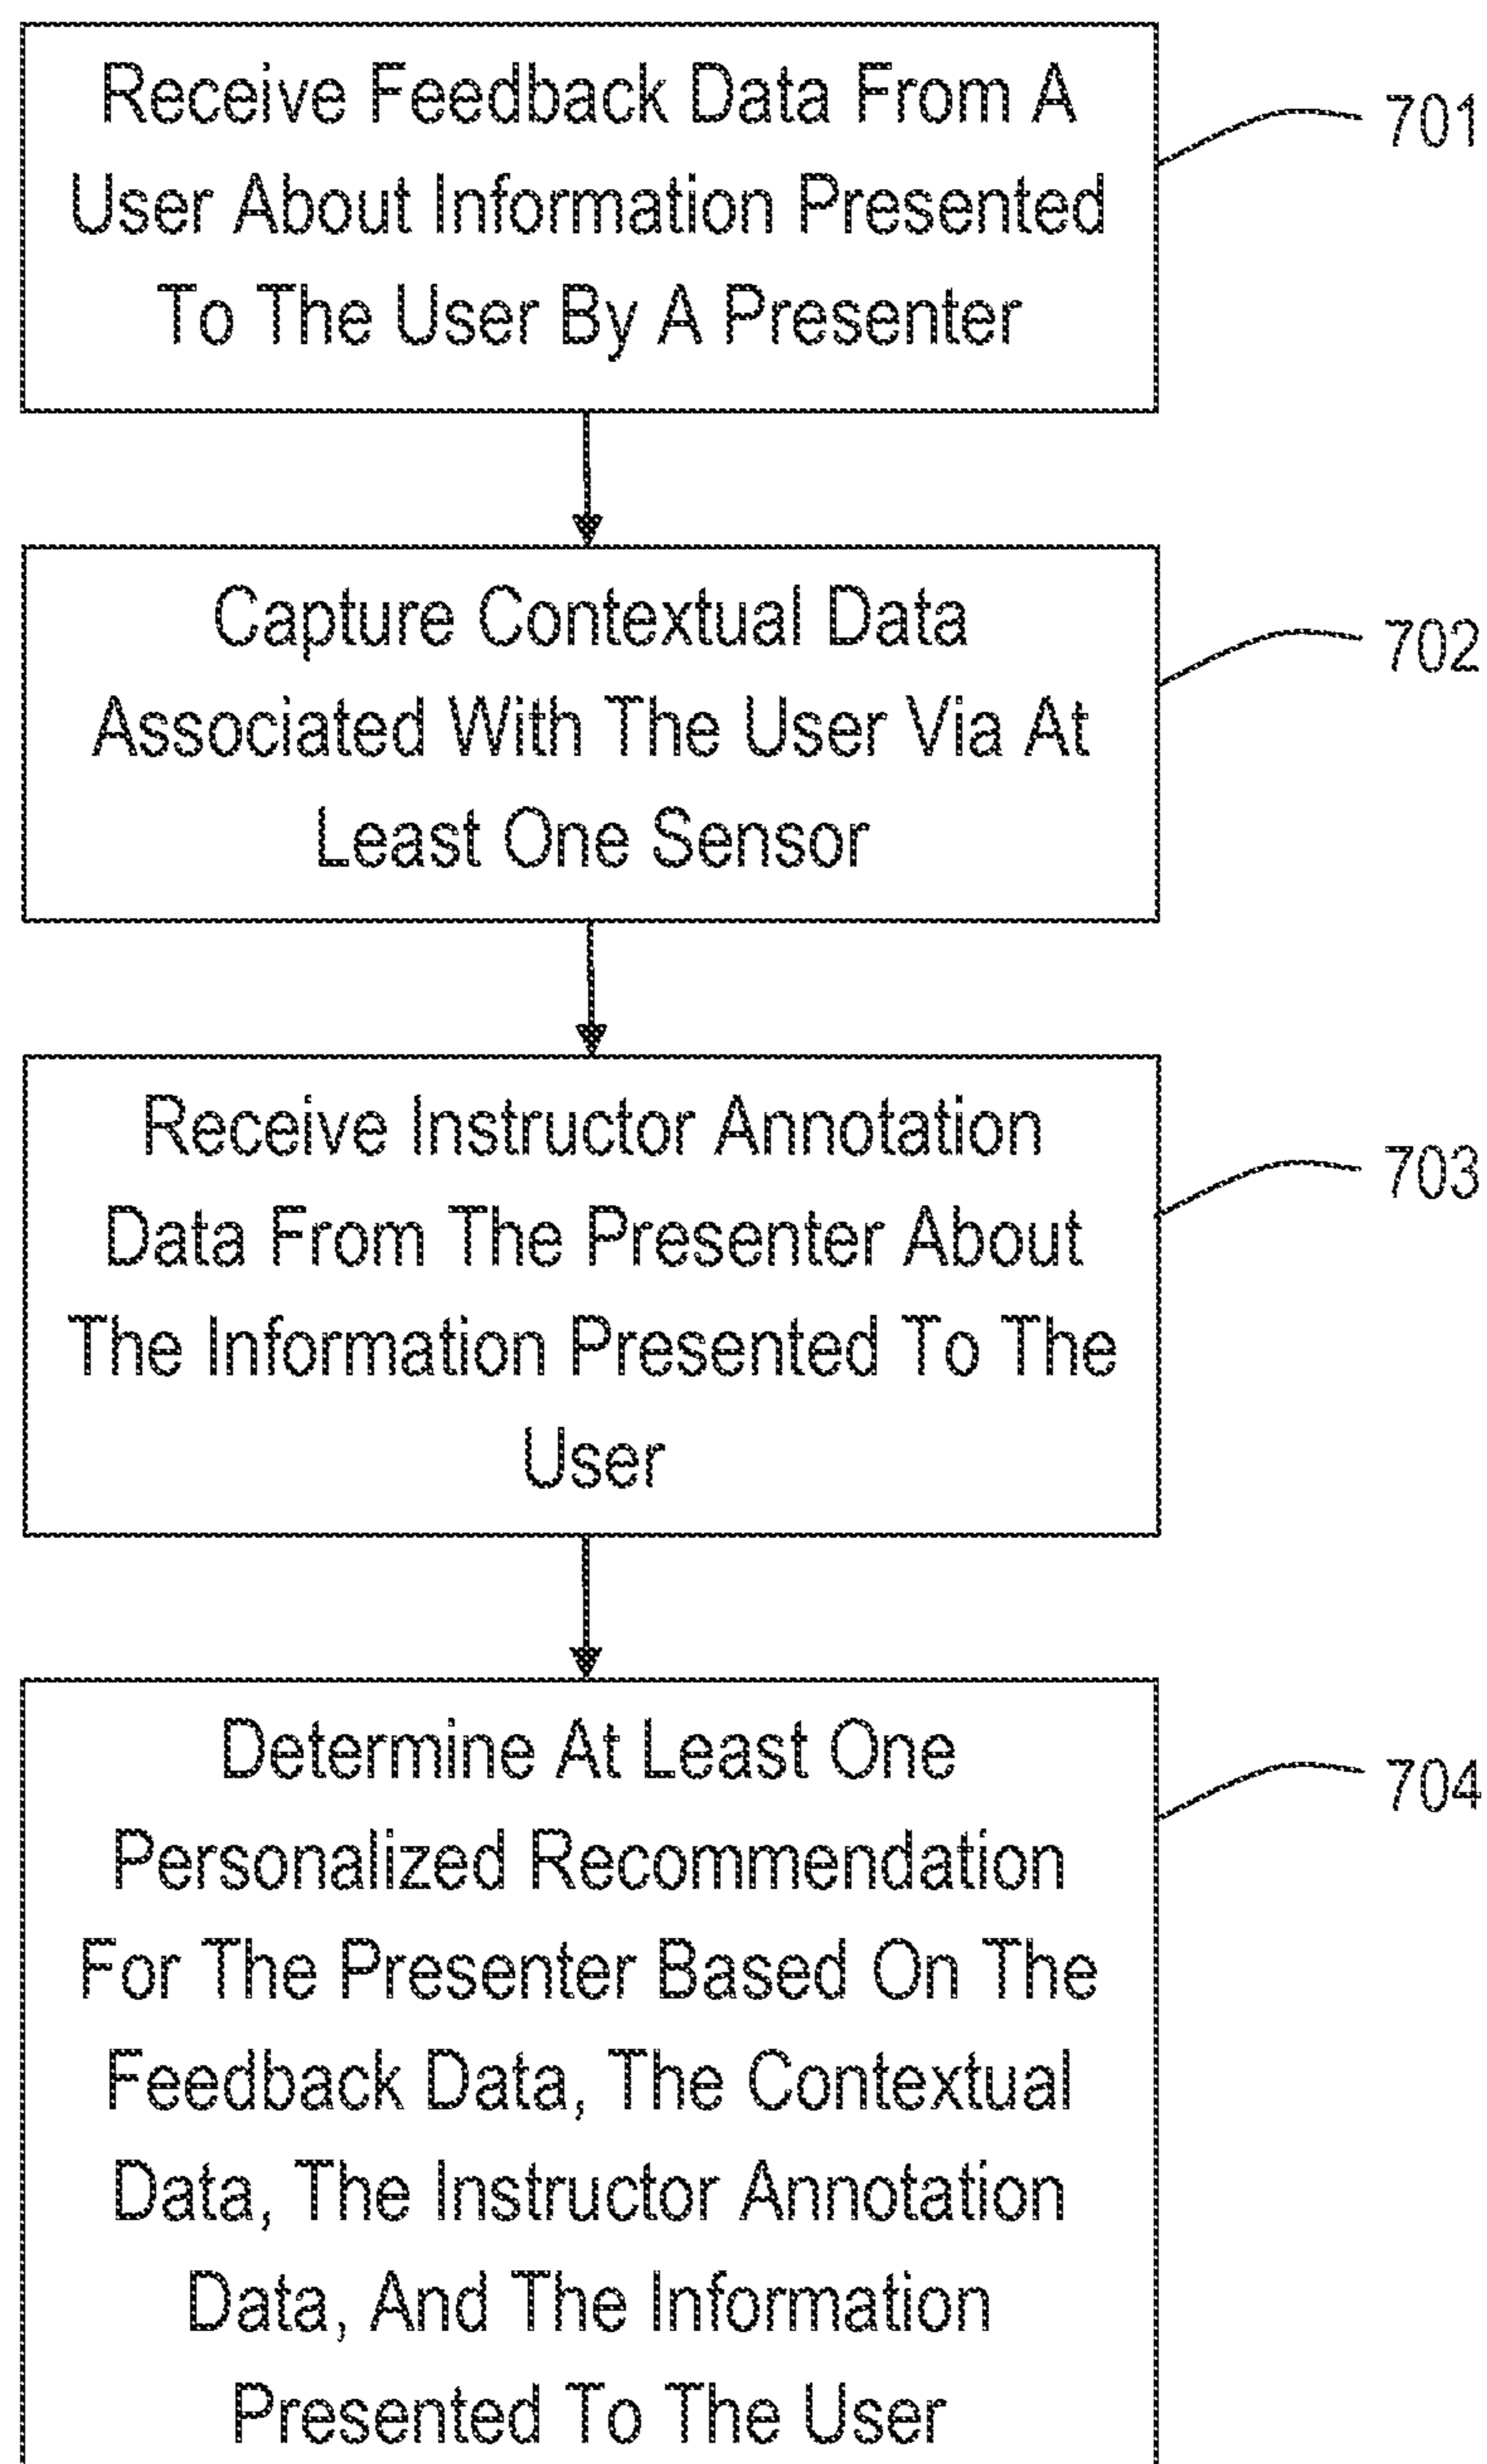 Receive Feedback Data From A
User About Information Presented
To The User By A Presenter
701
Capture Contextual Data
Associated With The User Via At
Least One Sensor
702
Receive Instructor Annotation
Data From The Presenter About
The Information Presented To The
User
703
Determine At Least One
Personalized Recommendation
For The Presenter Based On The
Feedback Data, The Contextual
Data, The Instructor Annotation
Data, And The Information
Presented To The User
704